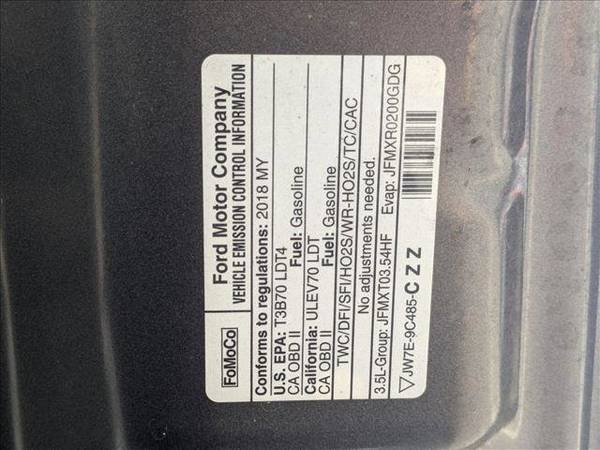 FoMoCo
Ford Motor Company
VEHICLE EMISSION CONTROL INFORMATION
Conforms to regulations: 2018 MY
U.S. EPA: T3B70 LDT4
CA OBD II Fuel: Gasoline
California: ULEV70 LDT
CA OBD II Fuel: Gasoline
TWC/DFI/SFI/HO2S/WR-HO2S/TC/CAC
No adjustments needed.
3.5L-Group: JFMXT03.54HF Evap: JFMXR0200GDG
▽JW7E-9C485-C Z Z